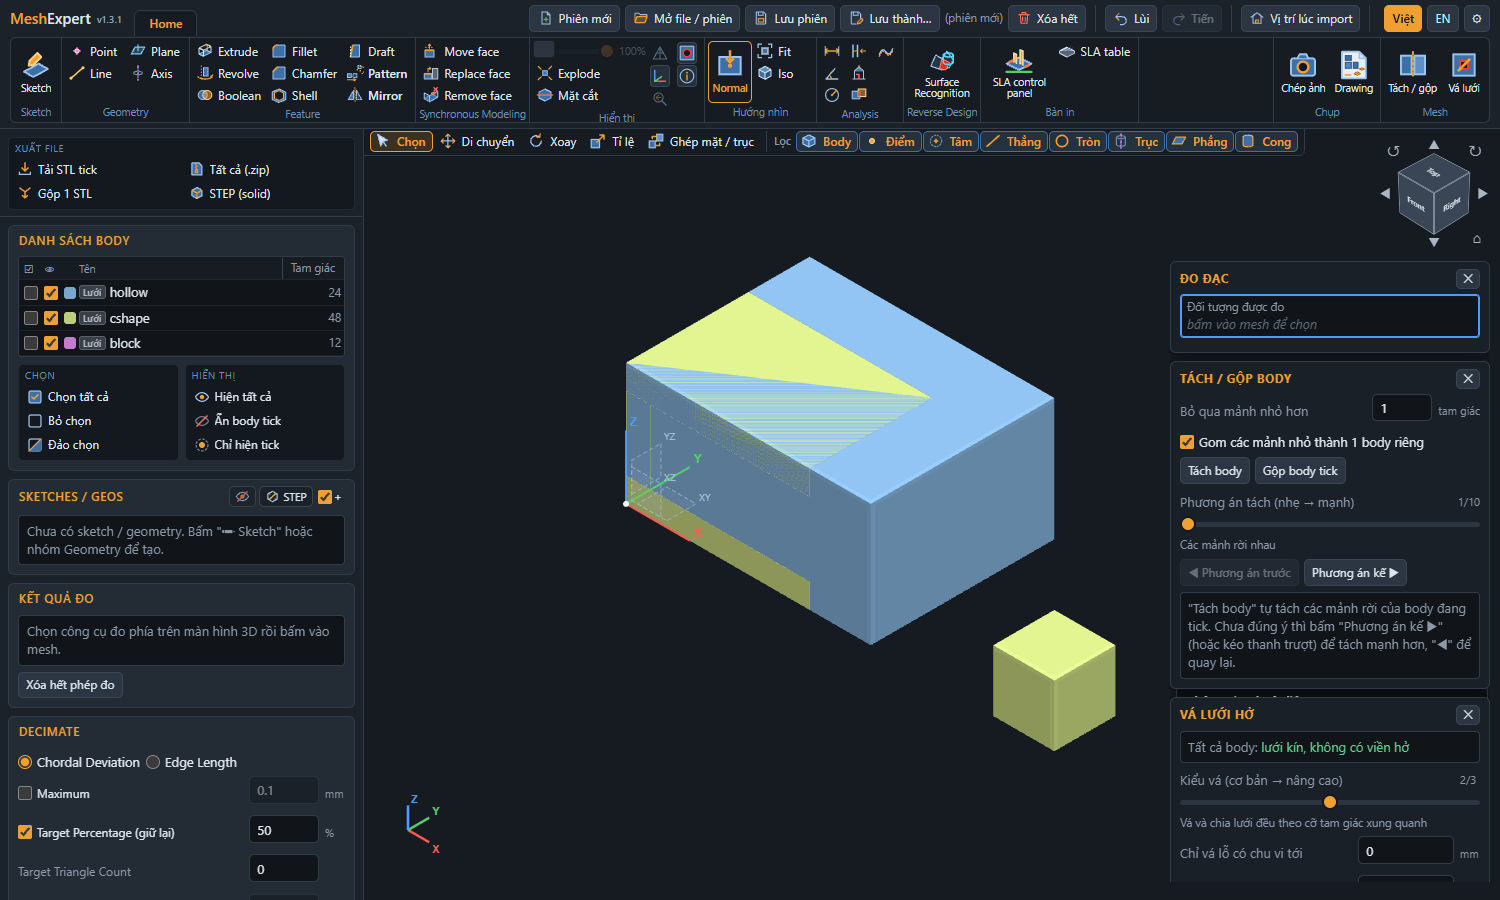 MeshExpert v1.3.1
Home
Phiên mới
Mở file / phiên
Lưu phiên
Lưu thành...
(phiên mới)
Xóa hết
Lùi
Tiến
Vị trí lúc import
Việt
EN
Sketch
Sketch
Point
Plane
Line
Axis
Geometry
Extrude
Fillet
Draft
Revolve
Chamfer
Pattern
Boolean
Shell
Mirror
Feature
Move face
Replace face
Remove face
Synchronous Modeling
100%
Explode
Mặt cắt
Hiển thị
Normal
Fit
Iso
Hướng nhìn
Analysis
Surface
Recognition
Reverse Design
SLA control
panel
SLA table
Bản in
Chép ảnh
Drawing
Chụp
Tách / gộp
Vá lưới
Mesh
XUẤT FILE
Tải STL tick
Tất cả (.zip)
Gộp 1 STL
STEP (solid)
DANH SÁCH BODY
Tên
Tam giác
Lưới hollow 24
Lưới cshape 48
Lưới block 12
CHỌN
Chọn tất cả
Bỏ chọn
Đảo chọn
HIỂN THỊ
Hiện tất cả
Ẩn body tick
Chỉ hiện tick
SKETCHES / GEOS
STEP
+
Chưa có sketch / geometry. Bấm "✏ Sketch" hoặc
nhóm Geometry để tạo.
KẾT QUẢ ĐO
Chọn công cụ đo phía trên màn hình 3D rồi bấm vào
mesh.
Xóa hết phép đo
DECIMATE
Chordal Deviation
Edge Length
Maximum
0.1
mm
Target Percentage (giữ lại)
50
%
Target Triangle Count
0
Chọn
Di chuyển
Xoay
Tỉ lệ
Ghép mặt / trục
Lọc
Body
Điểm
Tâm
Thẳng
Tròn
Trục
Phẳng
Cong
Z
YZ
Y
XZ
XY
X
Z
Y
X
Top
Front
Right
ĐO ĐẠC
Đối tượng được đo
bấm vào mesh để chọn
TÁCH / GỘP BODY
Bỏ qua mảnh nhỏ hơn
1
tam giác
Gom các mảnh nhỏ thành 1 body riêng
Tách body
Gộp body tick
Phương án tách (nhẹ → mạnh)
1/10
Các mảnh rời nhau
◀ Phương án trước
Phương án kế ▶
"Tách body" tự tách các mảnh rời của body đang
tick. Chưa đúng ý thì bấm "Phương án kế ▶"
(hoặc kéo thanh trượt) để tách mạnh hơn, "◀" để
quay lại.
VÁ LƯỚI HỞ
Tất cả body: lưới kín, không có viền hở
Kiểu vá (cơ bản → nâng cao)
2/3
Vá và chia lưới đều theo cỡ tam giác xung quanh
Chỉ vá lỗ có chu vi tới
0
mm